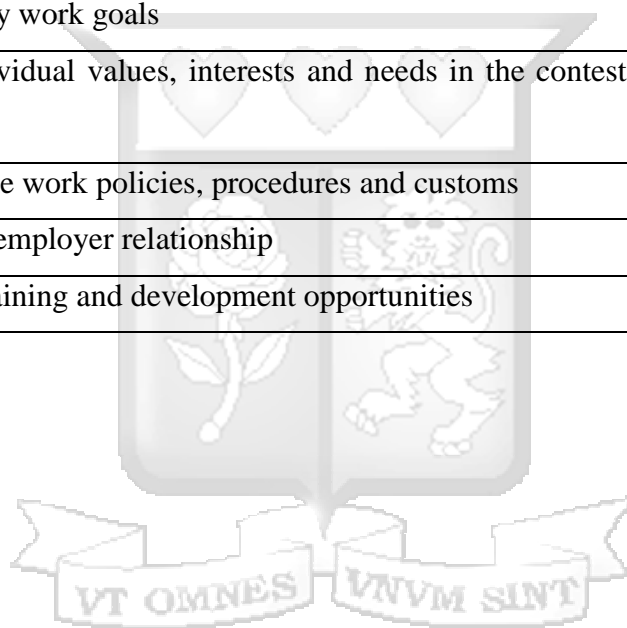 y work goals
vidual values, interests and needs in the contest
e work policies, procedures and customs
employer relationship
aining and development opportunities
VT OMNES VNVM SINT